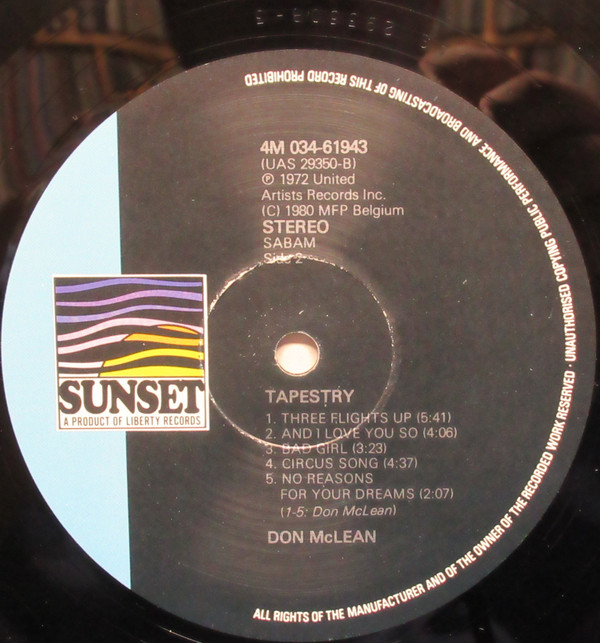 4M 034-61943
(UAS 29350-B)
℗ 1972 United
Artists Records Inc.
(C) 1980 MFP Belgium
STEREO
SABAM
Side 2
SUNSET
A PRODUCT OF LIBERTY RECORDS
TAPESTRY
1. THREE FLIGHTS UP (5:41)
2. AND I LOVE YOU SO (4:06)
3. BAD GIRL (3:23)
4. CIRCUS SONG (4:37)
5. NO REASONS
FOR YOUR DREAMS (2:07)
(1-5: Don McLean)
DON McLEAN
ALL RIGHTS OF THE MANUFACTURER AND OF THE OWNER OF THE RECORDED WORK RESERVED · UNAUTHORISED COPYING PUBLIC PERFORMANCE AND BROADCASTING OF THIS RECORD PROHIBITED